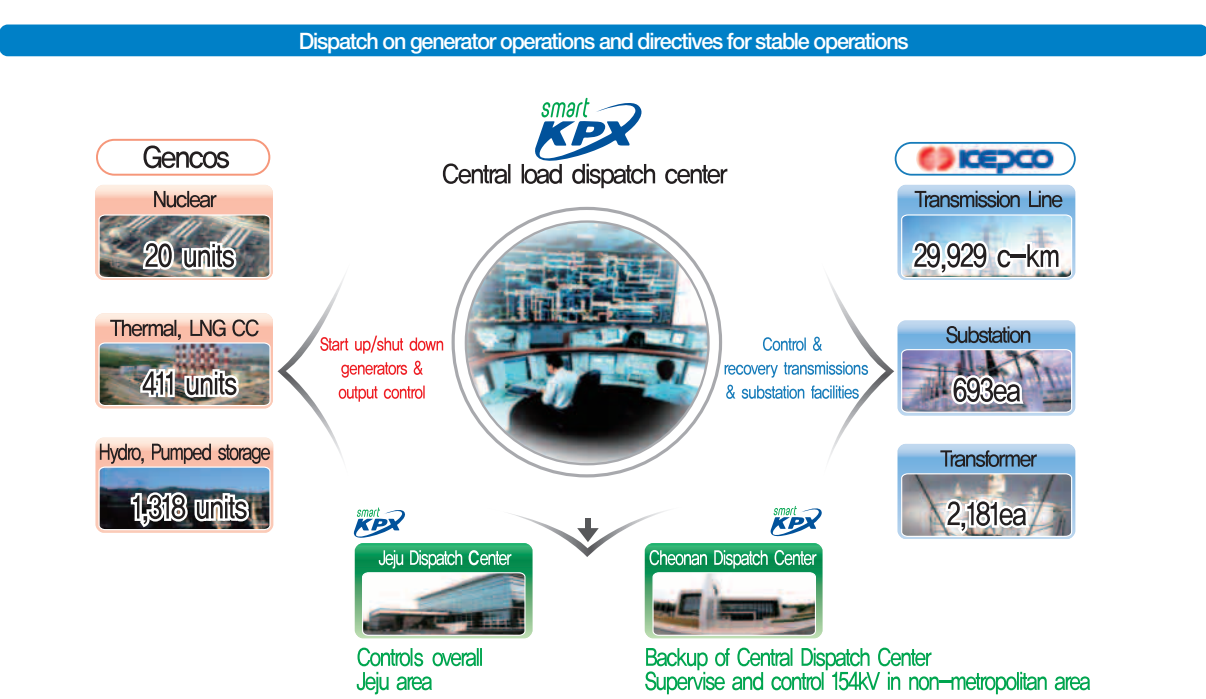 Dispatch on generator operations and directives for stable operations
smart
KPX
Central load dispatch center
Gencos
Nuclear
20 units
Thermal, LNG CC
411 units
Hydro, Pumped storage
1,318 units
Start up/shut down
generators &
output control
Control &
recovery transmissions
& substation facilities
KEPCO
Transmission Line
29,929 c-km
Substation
693ea
Transformer
2,181ea
smart
KPX
Jeju Dispatch Center
Controls overall
Jeju area
smart
KPX
Cheonan Dispatch Center
Backup of Central Dispatch Center
Supervise and control 154kV in non-metropolitan area